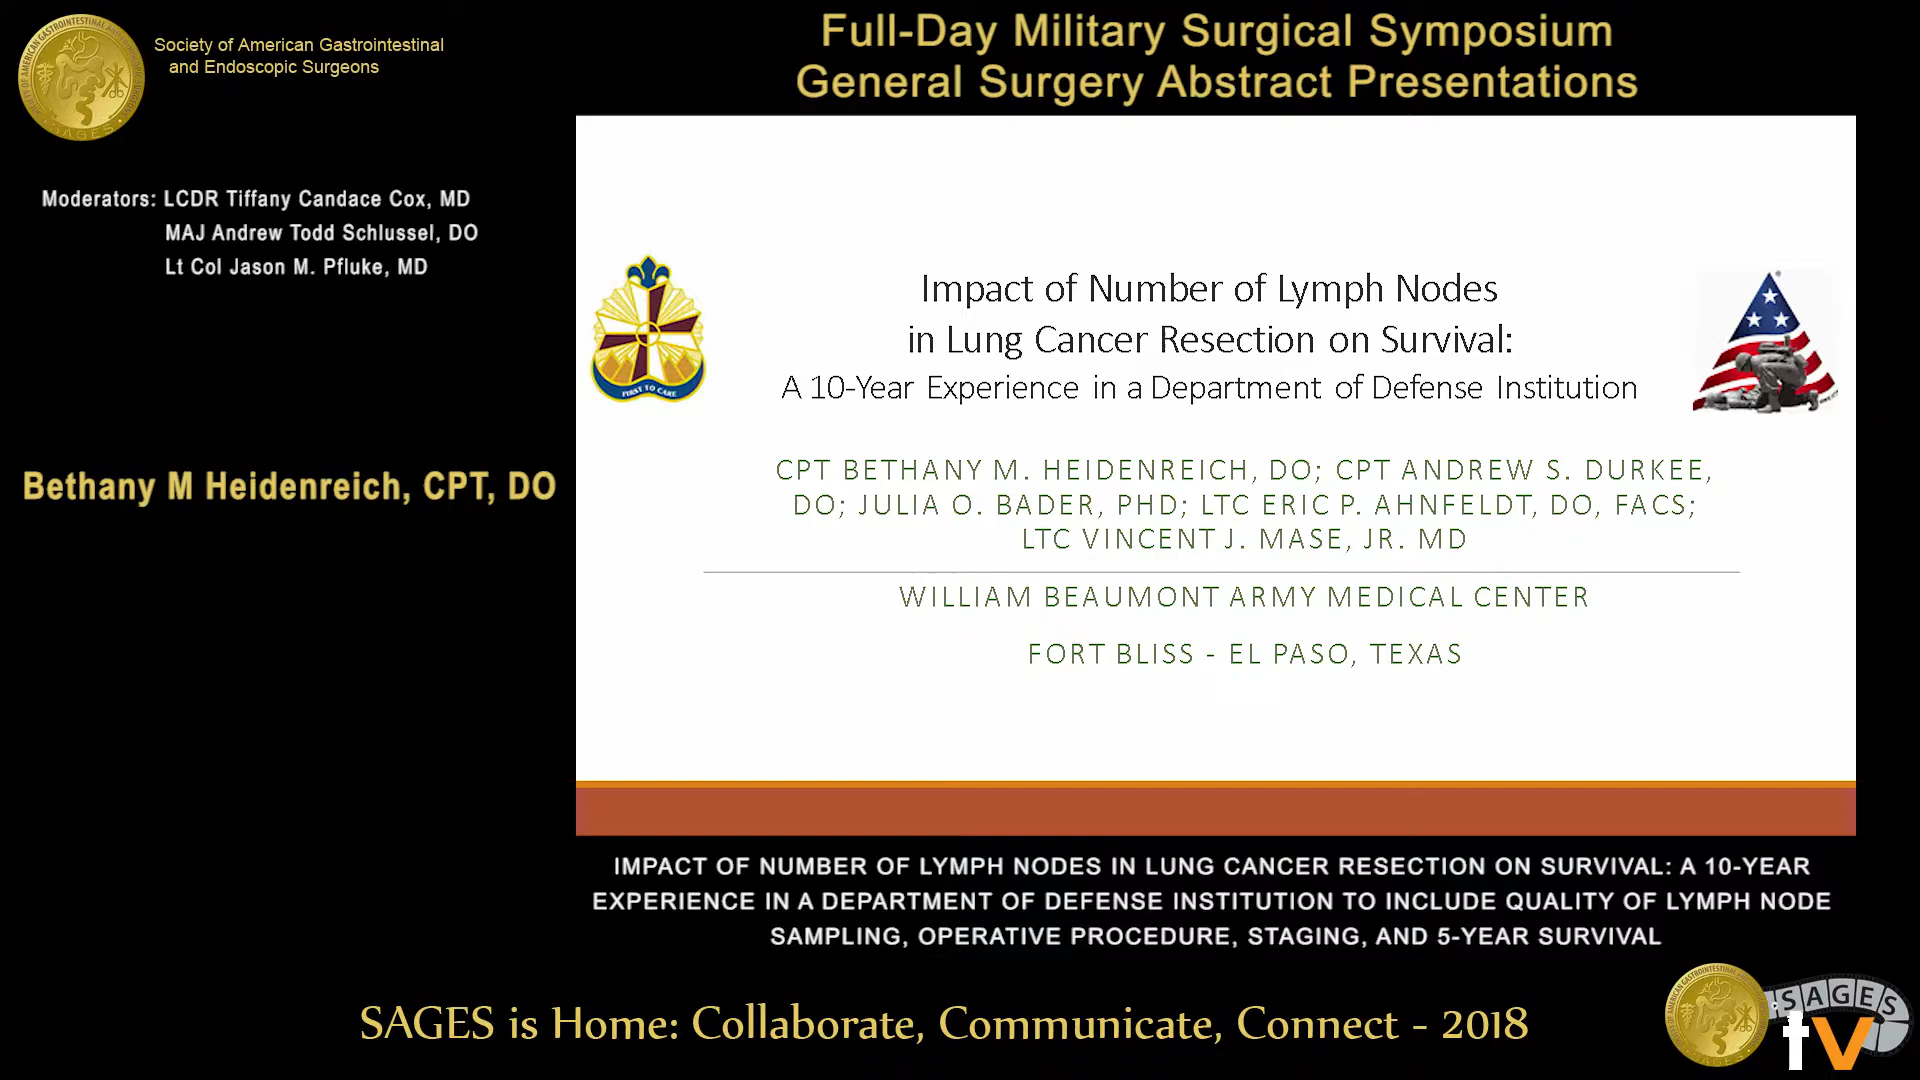 Society of American Gastrointestinal
and Endoscopic Surgeons
Full-Day Military Surgical Symposium
General Surgery Abstract Presentations
Moderators: LCDR Tiffany Candace Cox, MD
MAJ Andrew Todd Schlussel, DO
Lt Col Jason M. Pfluke, MD
Bethany M Heidenreich, CPT, DO
Impact of Number of Lymph Nodes
in Lung Cancer Resection on Survival:
A 10-Year Experience in a Department of Defense Institution
FIRST TO CARE
CPT BETHANY M. HEIDENREICH, DO; CPT ANDREW S. DURKEE,
DO; JULIA O. BADER, PHD; LTC ERIC P. AHNFELDT, DO, FACS;
LTC VINCENT J. MASE, JR. MD
WILLIAM BEAUMONT ARMY MEDICAL CENTER
FORT BLISS - EL PASO, TEXAS
IMPACT OF NUMBER OF LYMPH NODES IN LUNG CANCER RESECTION ON SURVIVAL: A 10-YEAR
EXPERIENCE IN A DEPARTMENT OF DEFENSE INSTITUTION TO INCLUDE QUALITY OF LYMPH NODE
SAMPLING, OPERATIVE PROCEDURE, STAGING, AND 5-YEAR SURVIVAL
SAGES is Home: Collaborate, Communicate, Connect - 2018
SAGES
tv